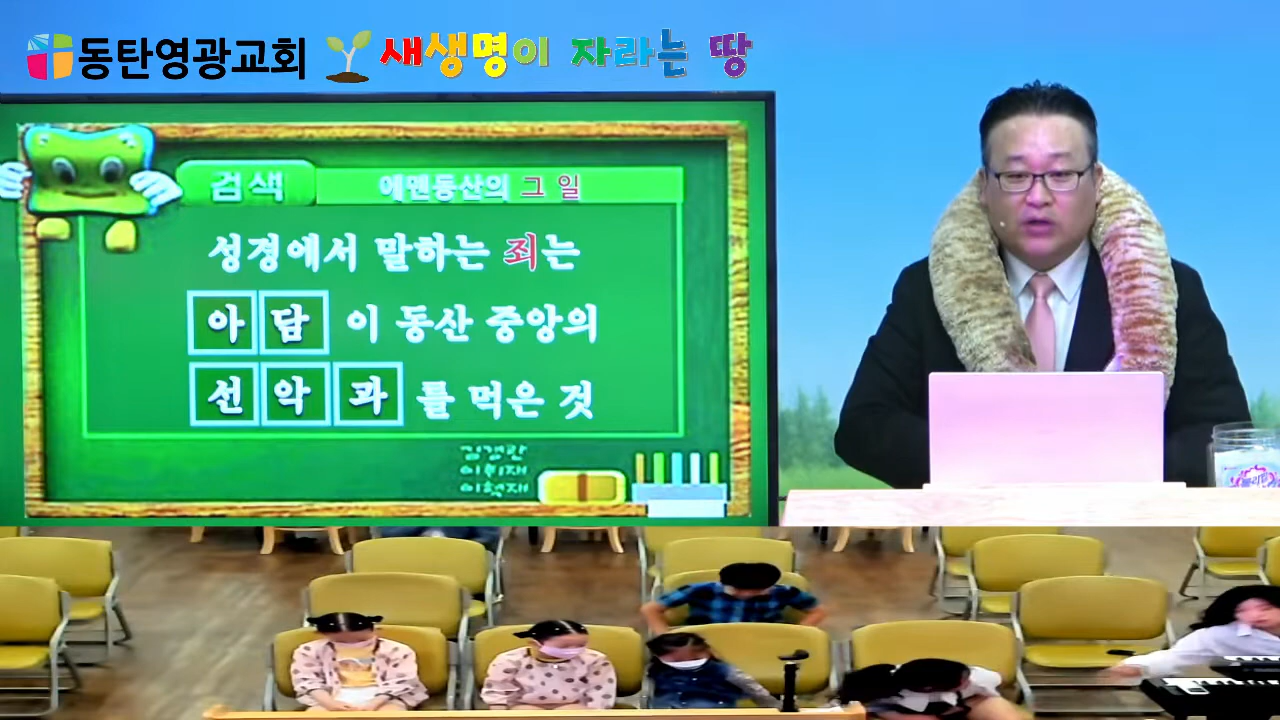 동탄영광교회 새생명이 자라는 땅
검색 에덴동산의 그 일
성경에서 말하는 죄는
아담이 동산 중앙의
선악과를 먹은 것